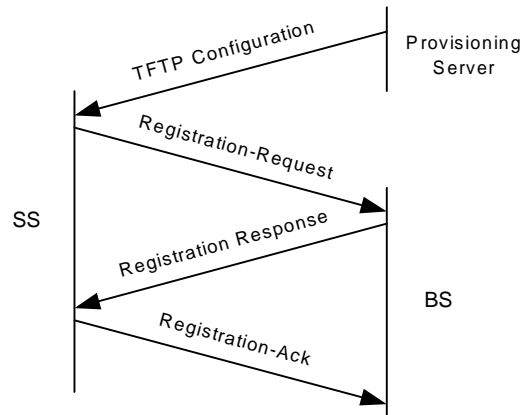 TFTP Configuration
Provisioning
Server
Registration-Request
SS
Registration Response
BS
Registration-Ack